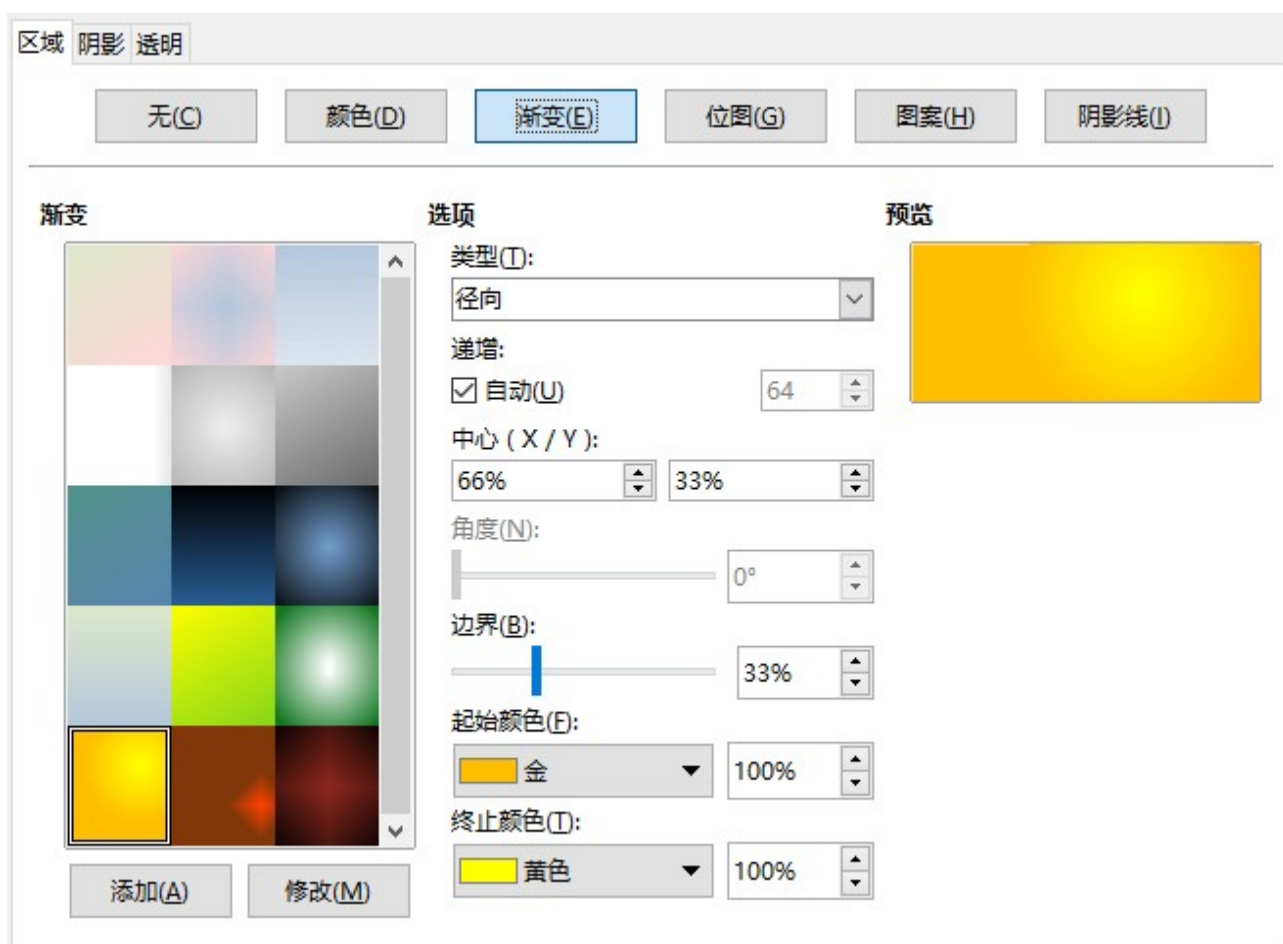 区域 阴影 透明
无(C) 颜色(D) 渐变(E) 位图(G) 图案(H) 阴影线(I)
渐变
选项
类型(T):
径向
递增:
自动(U) 64
中心 ( X / Y ):
66% 33%
角度(N):
0°
边界(B):
33%
起始颜色(F):
金 100%
终止颜色(T):
黄色 100%
预览
添加(A) 修改(M)